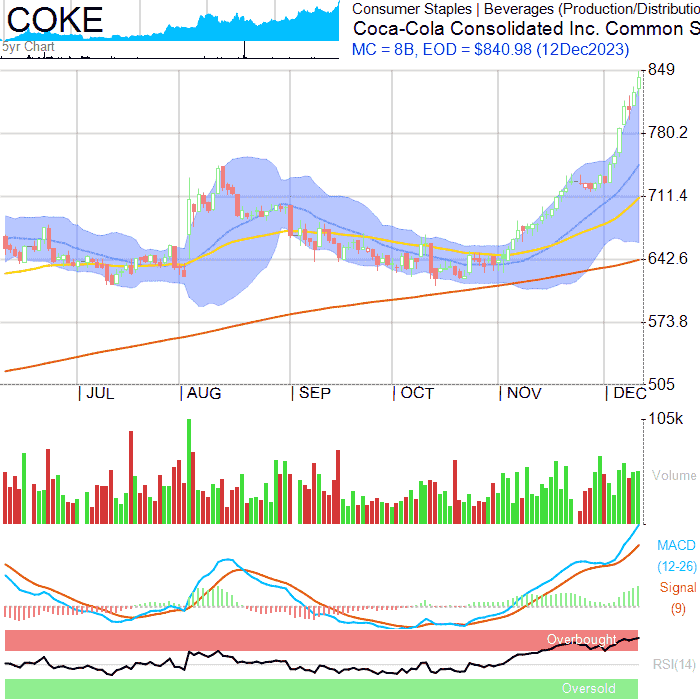 COKE
5yr Chart
Consumer Staples | Beverages (Production/Distributio
Coca-Cola Consolidated Inc. Common S
MC = 8B, EOD = $840.98 (12Dec2023)
849
780.2
711.4
642.6
573.8
505
| JUL | AUG | SEP | OCT | NOV | DEC
105k
Volume
MACD
(12-26)
Signal
(9)
Overbought
RSI(14)
Oversold